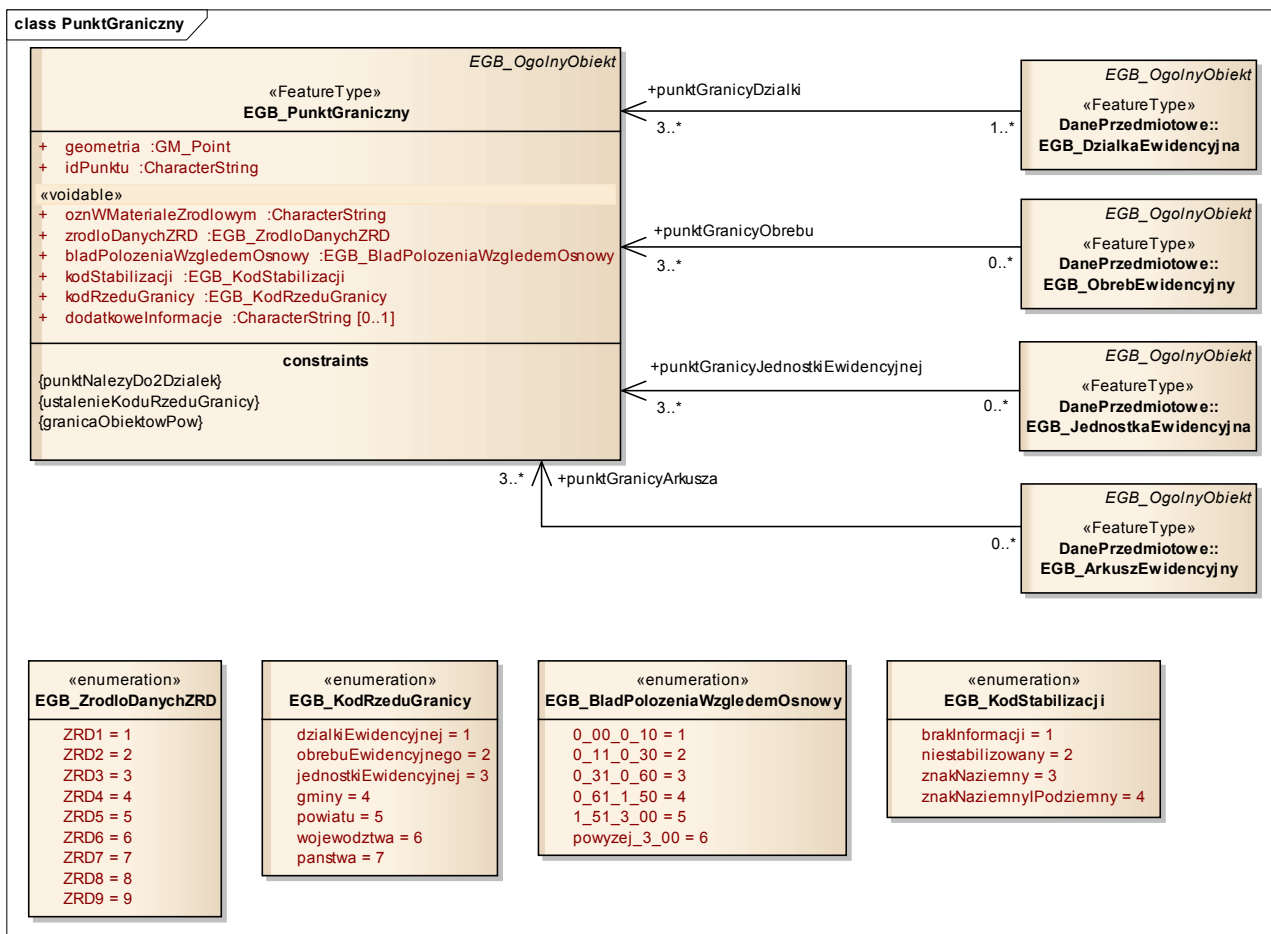 class PunktGraniczny
EGB_OgolnyObiekt
«FeatureType»
EGB_PunktGraniczny
+ geometria :GM_Point
+ idPunktu :CharacterString
«voidable»
+ oznWMaterialeZrodlowym :CharacterString
+ zrodloDanychZRD :EGB_ZrodloDanychZRD
+ bladPolozeniaWzgledemOsnowy :EGB_BladPolozeniaWzgledemOsnowy
+ kodStabilizacji :EGB_KodStabilizacji
+ kodRzeduGranicy :EGB_KodRzeduGranicy
+ dodatkoweInformacje :CharacterString [0..1]
constraints
{punktNalezyDo2Dzialek}
{ustalenieKoduRzeduGranicy}
{granicaObiektowPow}
+punktGranicyDzialki
3..*
1..*
EGB_OgolnyObiekt
«FeatureType»
DanePrzedmiotowe::
EGB_DzialkaEwidencyjna
+punktGranicyObrebu
3..*
0..*
EGB_OgolnyObiekt
«FeatureType»
DanePrzedmiotowe::
EGB_ObrebEwidencyjny
+punktGranicyJednostkiEwidencyjnej
3..*
0..*
EGB_OgolnyObiekt
«FeatureType»
DanePrzedmiotowe::
EGB_JednostkaEwidencyjna
3..*
+punktGranicyArkusza
0..*
EGB_OgolnyObiekt
«FeatureType»
DanePrzedmiotowe::
EGB_ArkuszEwidencyjny
«enumeration»
EGB_ZrodloDanychZRD
ZRD1 = 1
ZRD2 = 2
ZRD3 = 3
ZRD4 = 4
ZRD5 = 5
ZRD6 = 6
ZRD7 = 7
ZRD8 = 8
ZRD9 = 9
«enumeration»
EGB_KodRzeduGranicy
dzialkiEwidencyjnej = 1
obrebuEwidencyjnego = 2
jednostkiEwidencyjnej = 3
gminy = 4
powiatu = 5
wojewodztwa = 6
panstwa = 7
«enumeration»
EGB_BladPolozeniaWzgledemOsnowy
0_00_0_10 = 1
0_11_0_30 = 2
0_31_0_60 = 3
0_61_1_50 = 4
1_51_3_00 = 5
powyzej_3_00 = 6
«enumeration»
EGB_KodStabilizacji
brakInformacji = 1
niestabilizowany = 2
znakNaziemny = 3
znakNaziemnyIPodziemny = 4